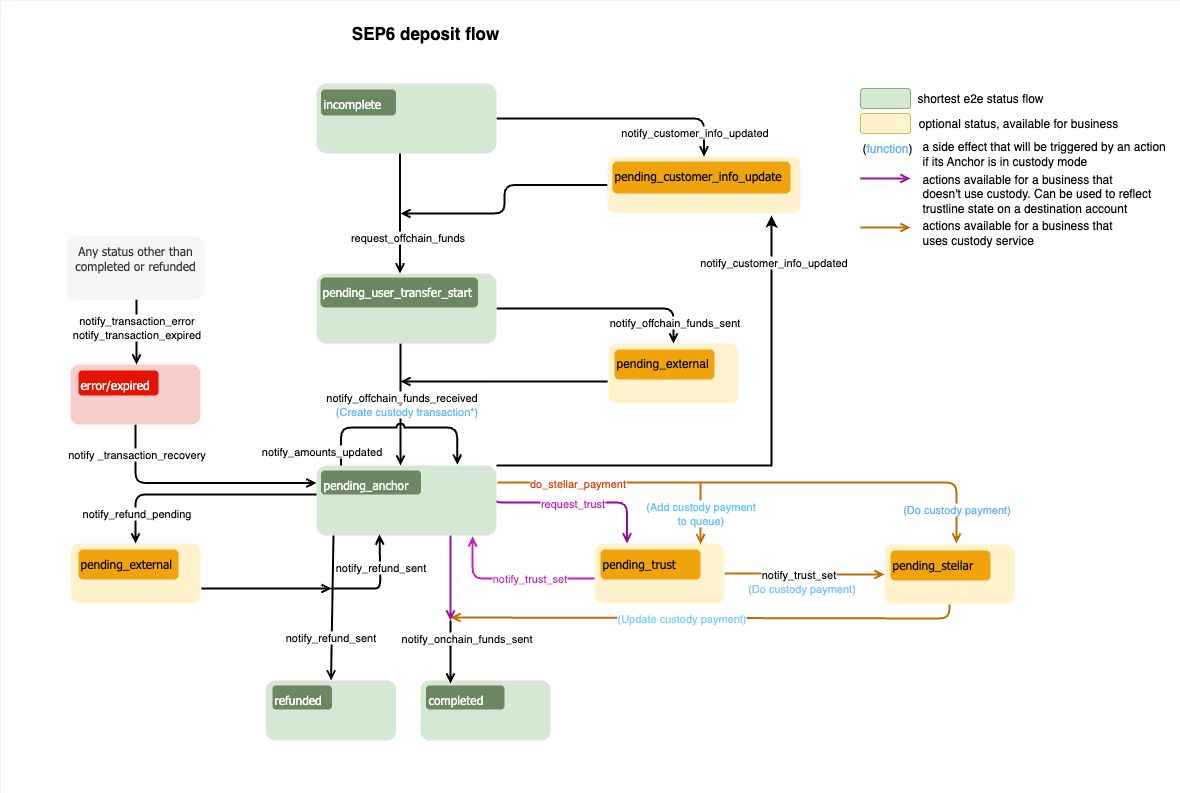 SEP6 deposit flow
incomplete
notify_customer_info_updated
pending_customer_info_update
request_offchain_funds
shortest e2e status flow
optional status, available for business
(function)
a side effect that will be triggered by an action
if its Anchor is in custody mode
actions available for a business that
doesn't use custody. Can be used to reflect
trustline state on a destination account
actions available for a business that
uses custody service
Any status other than
completed or refunded
notify_transaction_error
notify_transaction_expired
error/expired
notify _transaction_recovery
notify_customer_info_updated
pending_user_transfer_start
notify_offchain_funds_sent
pending_external
notify_offchain_funds_received
(Create custody transaction*)
notify_amounts_updated
pending_anchor
do_stellar_payment
request_trust
(Add custody payment
to queue)
(Do custody payment)
notify_refund_pending
pending_external
notify_refund_sent
notify_trust_set
pending_trust
notify_trust_set
(Do custody payment)
pending_stellar
(Update custody payment)
notify_refund_sent
notify_onchain_funds_sent
refunded
completed